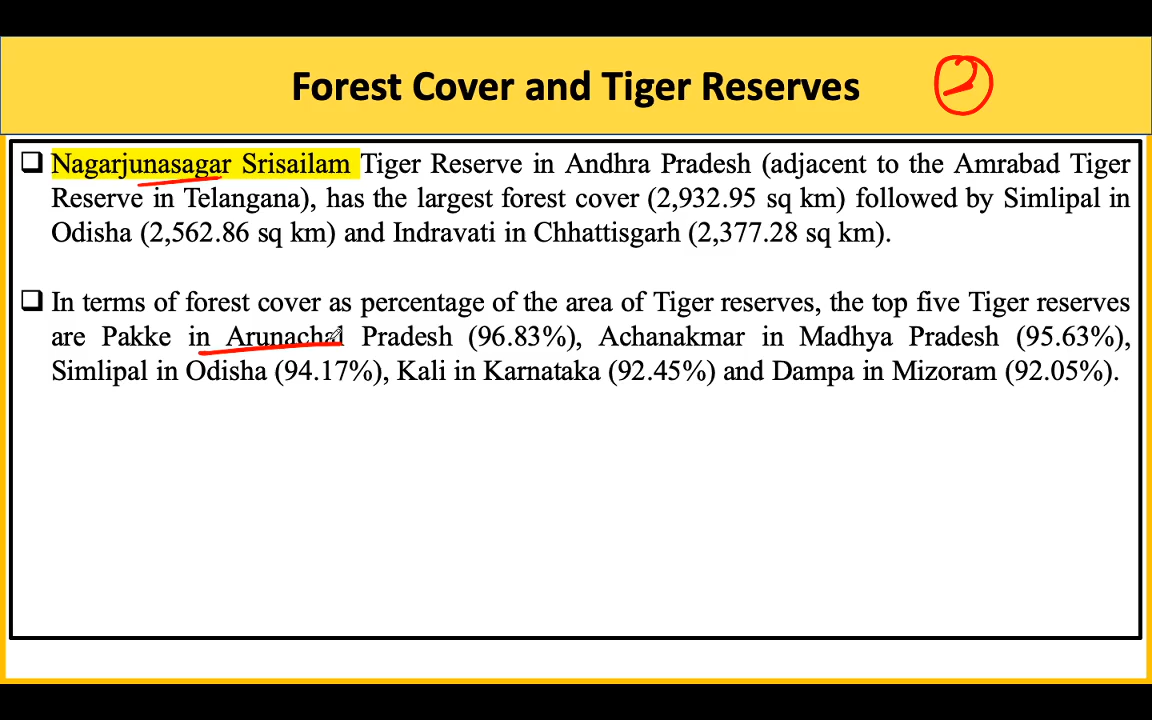 Forest Cover and Tiger Reserves
2
Nagarjunasagar Srisailam Tiger Reserve in Andhra Pradesh (adjacent to the Amrabad Tiger
Reserve in Telangana), has the largest forest cover (2,932.95 sq km) followed by Simlipal in
Odisha (2,562.86 sq km) and Indravati in Chhattisgarh (2,377.28 sq km).
In terms of forest cover as percentage of the area of Tiger reserves, the top five Tiger reserves
are Pakke in Arunachal Pradesh (96.83%), Achanakmar in Madhya Pradesh (95.63%),
Simlipal in Odisha (94.17%), Kali in Karnataka (92.45%) and Dampa in Mizoram (92.05%).